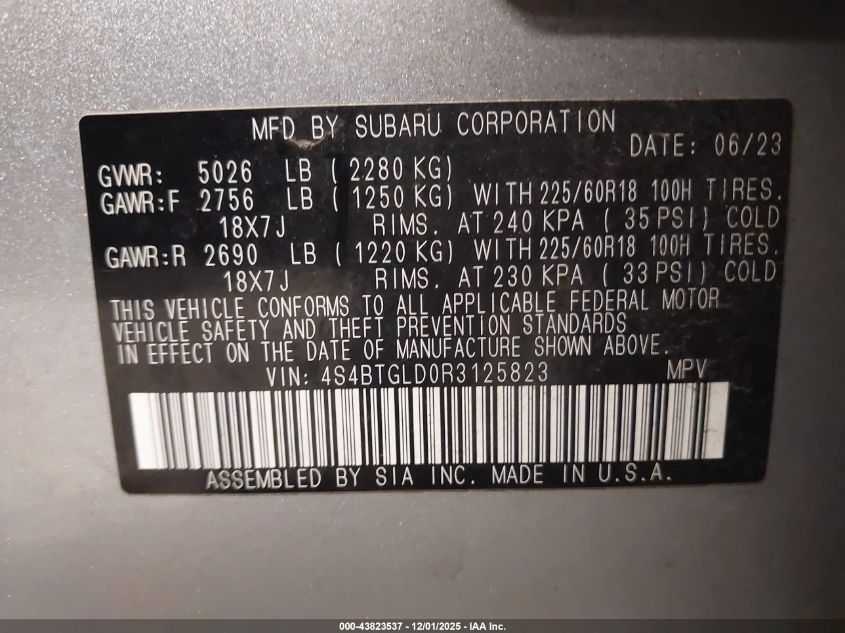 MFD BY SUBARU CORPORATION
DATE: 06/23
GVWR: 5026 LB ( 2280 KG)
GAWR:F 2756 LB ( 1250 KG) WITH 225/60R18 100H TIRES.
18X7J RIMS. AT 240 KPA ( 35 PSI) COLD
GAWR:R 2690 LB ( 1220 KG) WITH 225/60R18 100H TIRES.
18X7J RIMS. AT 230 KPA ( 33 PSI) COLD
THIS VEHICLE CONFORMS TO ALL APPLICABLE FEDERAL MOTOR
VEHICLE SAFETY AND THEFT PREVENTION STANDARDS
IN EFFECT ON THE DATE OF MANUFACTURE SHOWN ABOVE.
VIN: 4S4BTGLD0R3125823 MPV
ASSEMBLED BY SIA INC. MADE IN U.S.A.
000-43823537 - 12/01/2025 - IAA Inc.